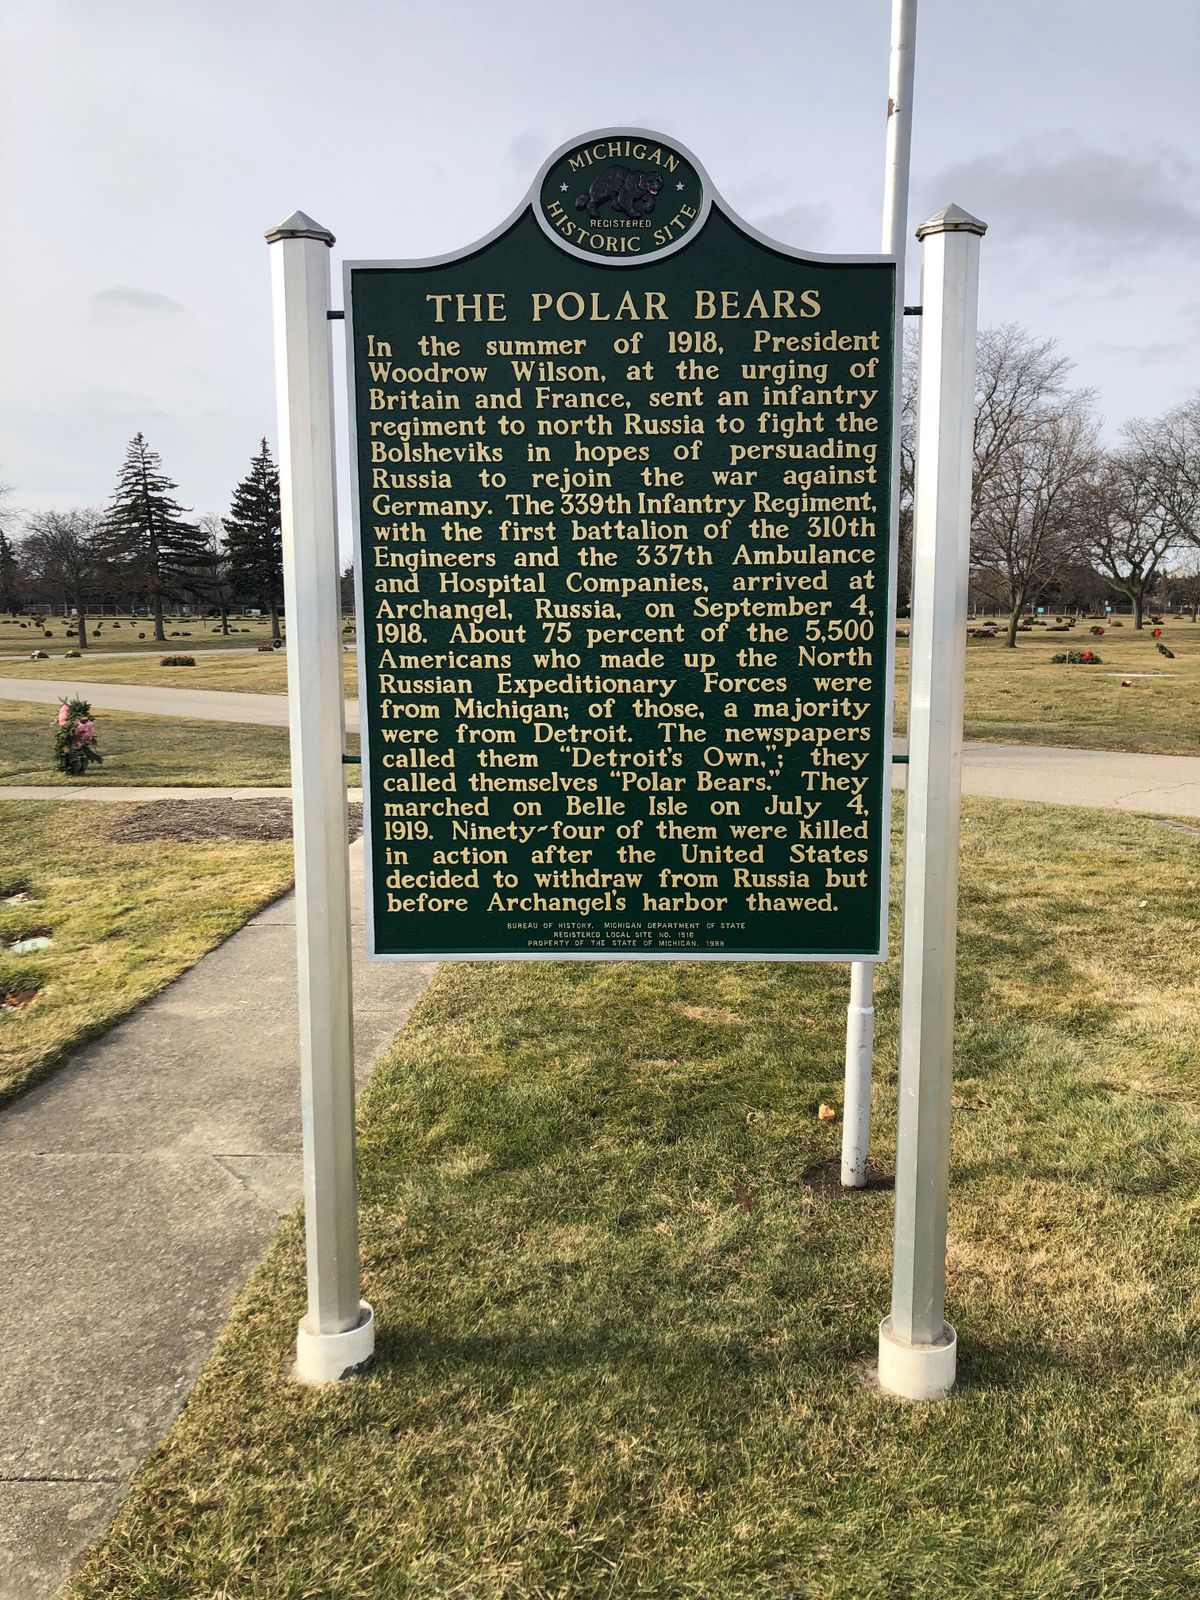 MICHIGAN
REGISTERED
HISTORIC SITE
THE POLAR BEARS
In the summer of 1918, President
Woodrow Wilson, at the urging of
Britain and France, sent an infantry
regiment to north Russia to fight the
Bolsheviks in hopes of persuading
Russia to rejoin the war against
Germany. The 339th Infantry Regiment,
with the first battalion of the 310th
Engineers and the 337th Ambulance
and Hospital Companies, arrived at
Archangel, Russia, on September 4,
1918. About 75 percent of the 5,500
Americans who made up the North
Russian Expeditionary Forces were
from Michigan; of those, a majority
were from Detroit. The newspapers
called them "Detroit's Own,"; they
called themselves "Polar Bears." They
marched on Belle Isle on July 4,
1919. Ninety-four of them were killed
in action after the United States
decided to withdraw from Russia but
before Archangel's harbor thawed.
BUREAU OF HISTORY, MICHIGAN DEPARTMENT OF STATE
REGISTERED LOCAL SITE NO. 1516
PROPERTY OF THE STATE OF MICHIGAN, 1988